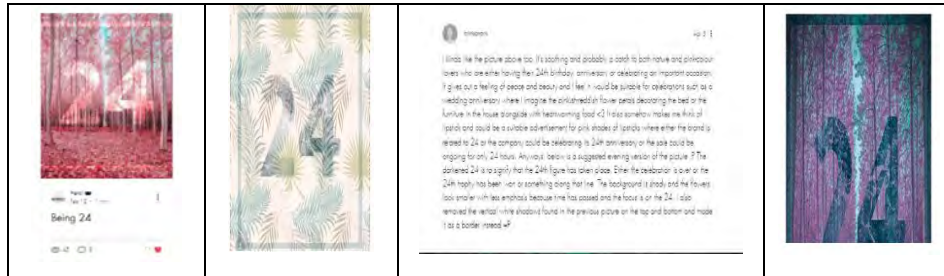 24
Being 24
24
I kinda like the picture above too. It's soothing and probably a catch to both nature and pinkcolour
lovers who are either having their 24th birthday, anniversary or celebrating an important occasion.
It gives out a feeling of peace and beauty and I feel it would be suitable for celebrations such as a
wedding anniversary where I imagine the pinkishreddish flower petals decorating the bed or the
furniture in the house alongside with heartwarming food <2 It also somehow makes me think of
lipstick and could be a suitable advertisement for pink shades of lipsticks where either the brand is
related to 24 or the company could be celebrating its 24th anniversary or the sale could be
ongoing for only 24 hours. Anyways, below is a suggested evening version of the picture :P The
darkened 24 is to signify that the 24th figure has taken place. Either the celebration is over or the
24th trophy has been won or something along that line. The background is shady and the flowers
look smaller with less emphasis because time has passed and the focus is on the 24. I also
removed the vertical white shadows found in the previous picture on the top and bottom and made
it as a border instead
24